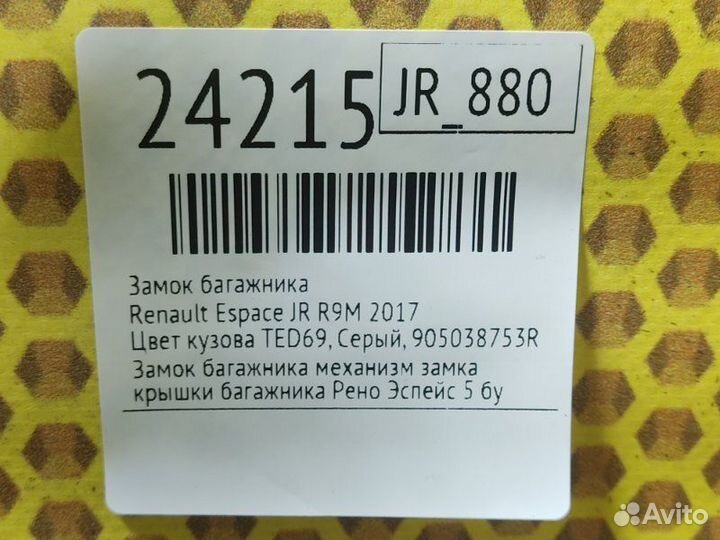 24215
JR_880
Замок багажника
Renault Espace JR R9M 2017
Цвет кузова TED69, Серый, 905038753R
Замок багажника механизм замка
крышки багажника Рено Эспейс 5 бу
Avito